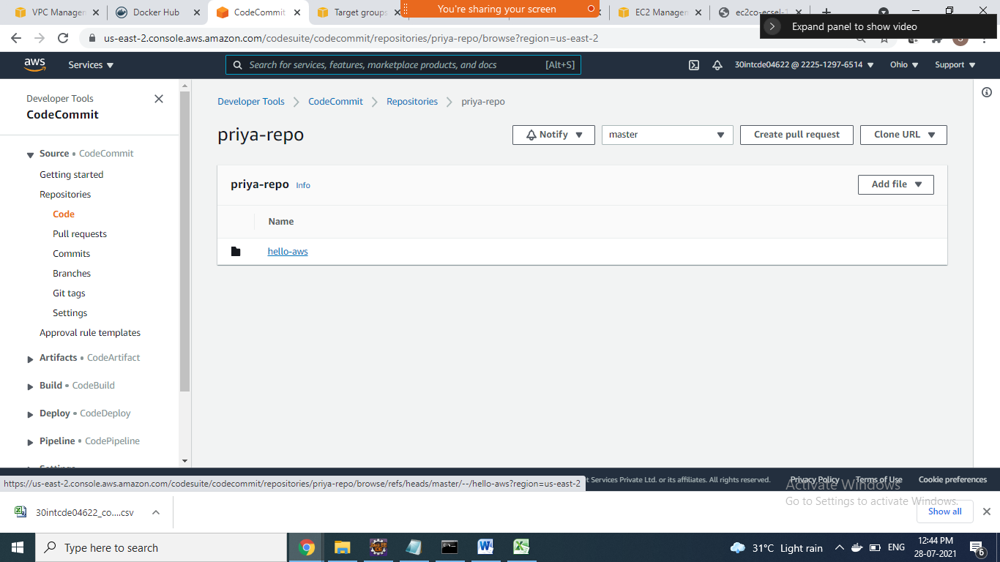 VPC Managem
Docker Hub
CodeCommit
Target groups
You're sharing your screen
EC2 Managem
ec2co-ecsel-1
us-east-2.console.aws.amazon.com/codesuite/codecommit/repositories/priya-repo/browse?region=us-east-2
Expand panel to show video
aws
Services
Search for services, features, marketplace products, and docs
[Alt+S]
30intcde04622 @ 2225-1297-6514
Ohio
Support
Developer Tools
CodeCommit
Source • CodeCommit
Getting started
Repositories
Code
Pull requests
Commits
Branches
Git tags
Settings
Approval rule templates
Artifacts • CodeArtifact
Build • CodeBuild
Deploy • CodeDeploy
Pipeline • CodePipeline
Settings
Developer Tools
CodeCommit
Repositories
priya-repo
priya-repo
Notify
master
Create pull request
Clone URL
priya-repo Info
Add file
Name
hello-aws
https://us-east-2.console.aws.amazon.com/codesuite/codecommit/repositories/priya-repo/browse/refs/heads/master/--/hello-aws?region=us-east-2
t Services Private Ltd. or its affiliates. All rights reserved.
Privacy Policy
Terms of Use
Cookie preferences
Activate Windows
Go to Settings to activate Windows.
30intcde04622_co....csv
Show all
Type here to search
31°C Light rain
ENG
12:44 PM
28-07-2021
6